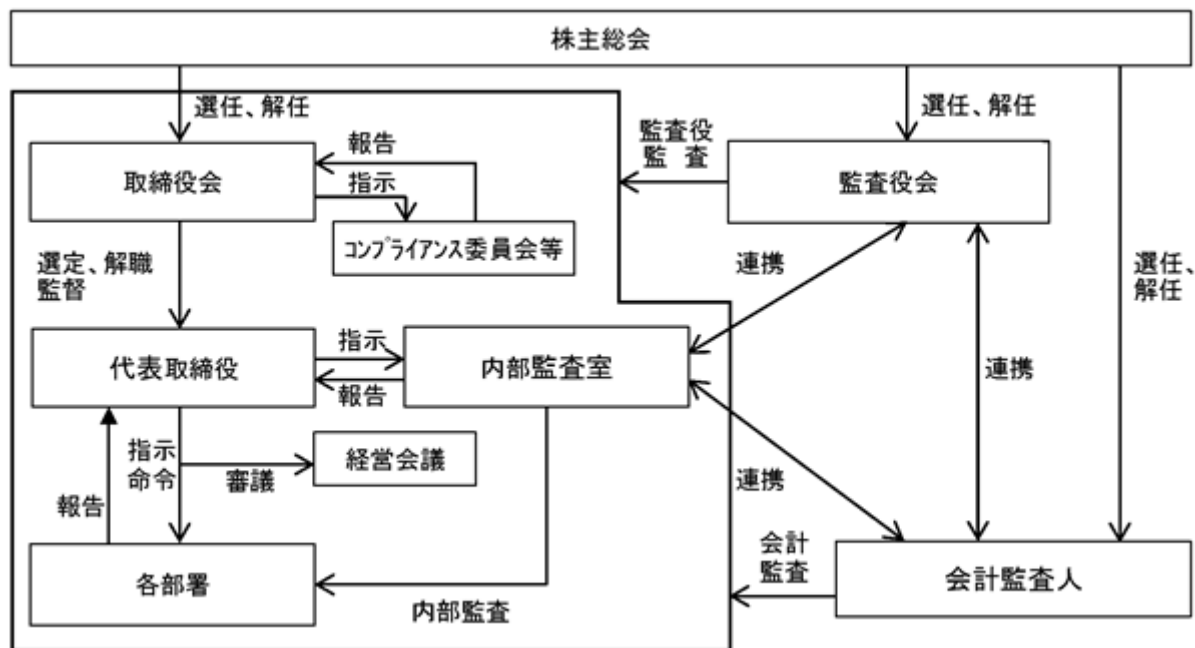 株主総会
選任、解任
選任、解任
報告
監査役
監　査
取締役会
指示
監査役会
コンプライアンス委員会等
選定、解職
監督
連携
選任、
解任
代表取締役
指示
報告
内部監査室
連携
指示
命令
審議
経営会議
報告
連携
会計
監査
各部署
内部監査
会計監査人